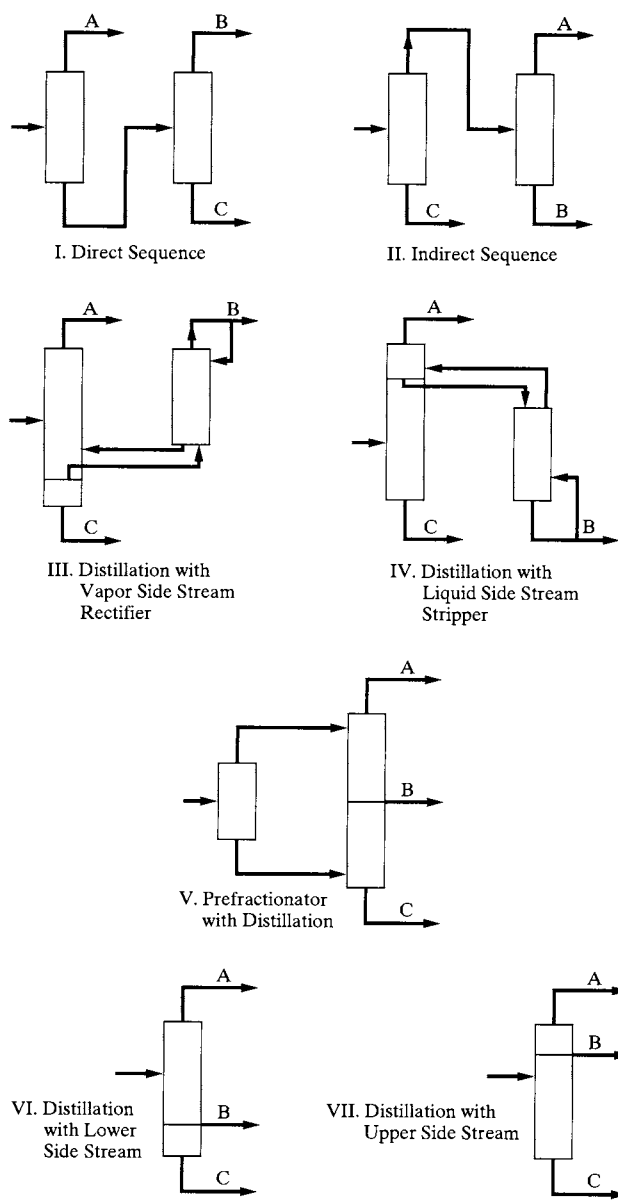 A
B
C
I. Direct Sequence
A
C
B
II. Indirect Sequence
A
B
C
III. Distillation with
Vapor Side Stream
Rectifier
A
C
B
IV. Distillation with
Liquid Side Stream
Stripper
A
B
C
V. Prefractionator
with Distillation
A
B
C
VI. Distillation
with Lower
Side Stream
A
B
C
VII. Distillation with
Upper Side Stream